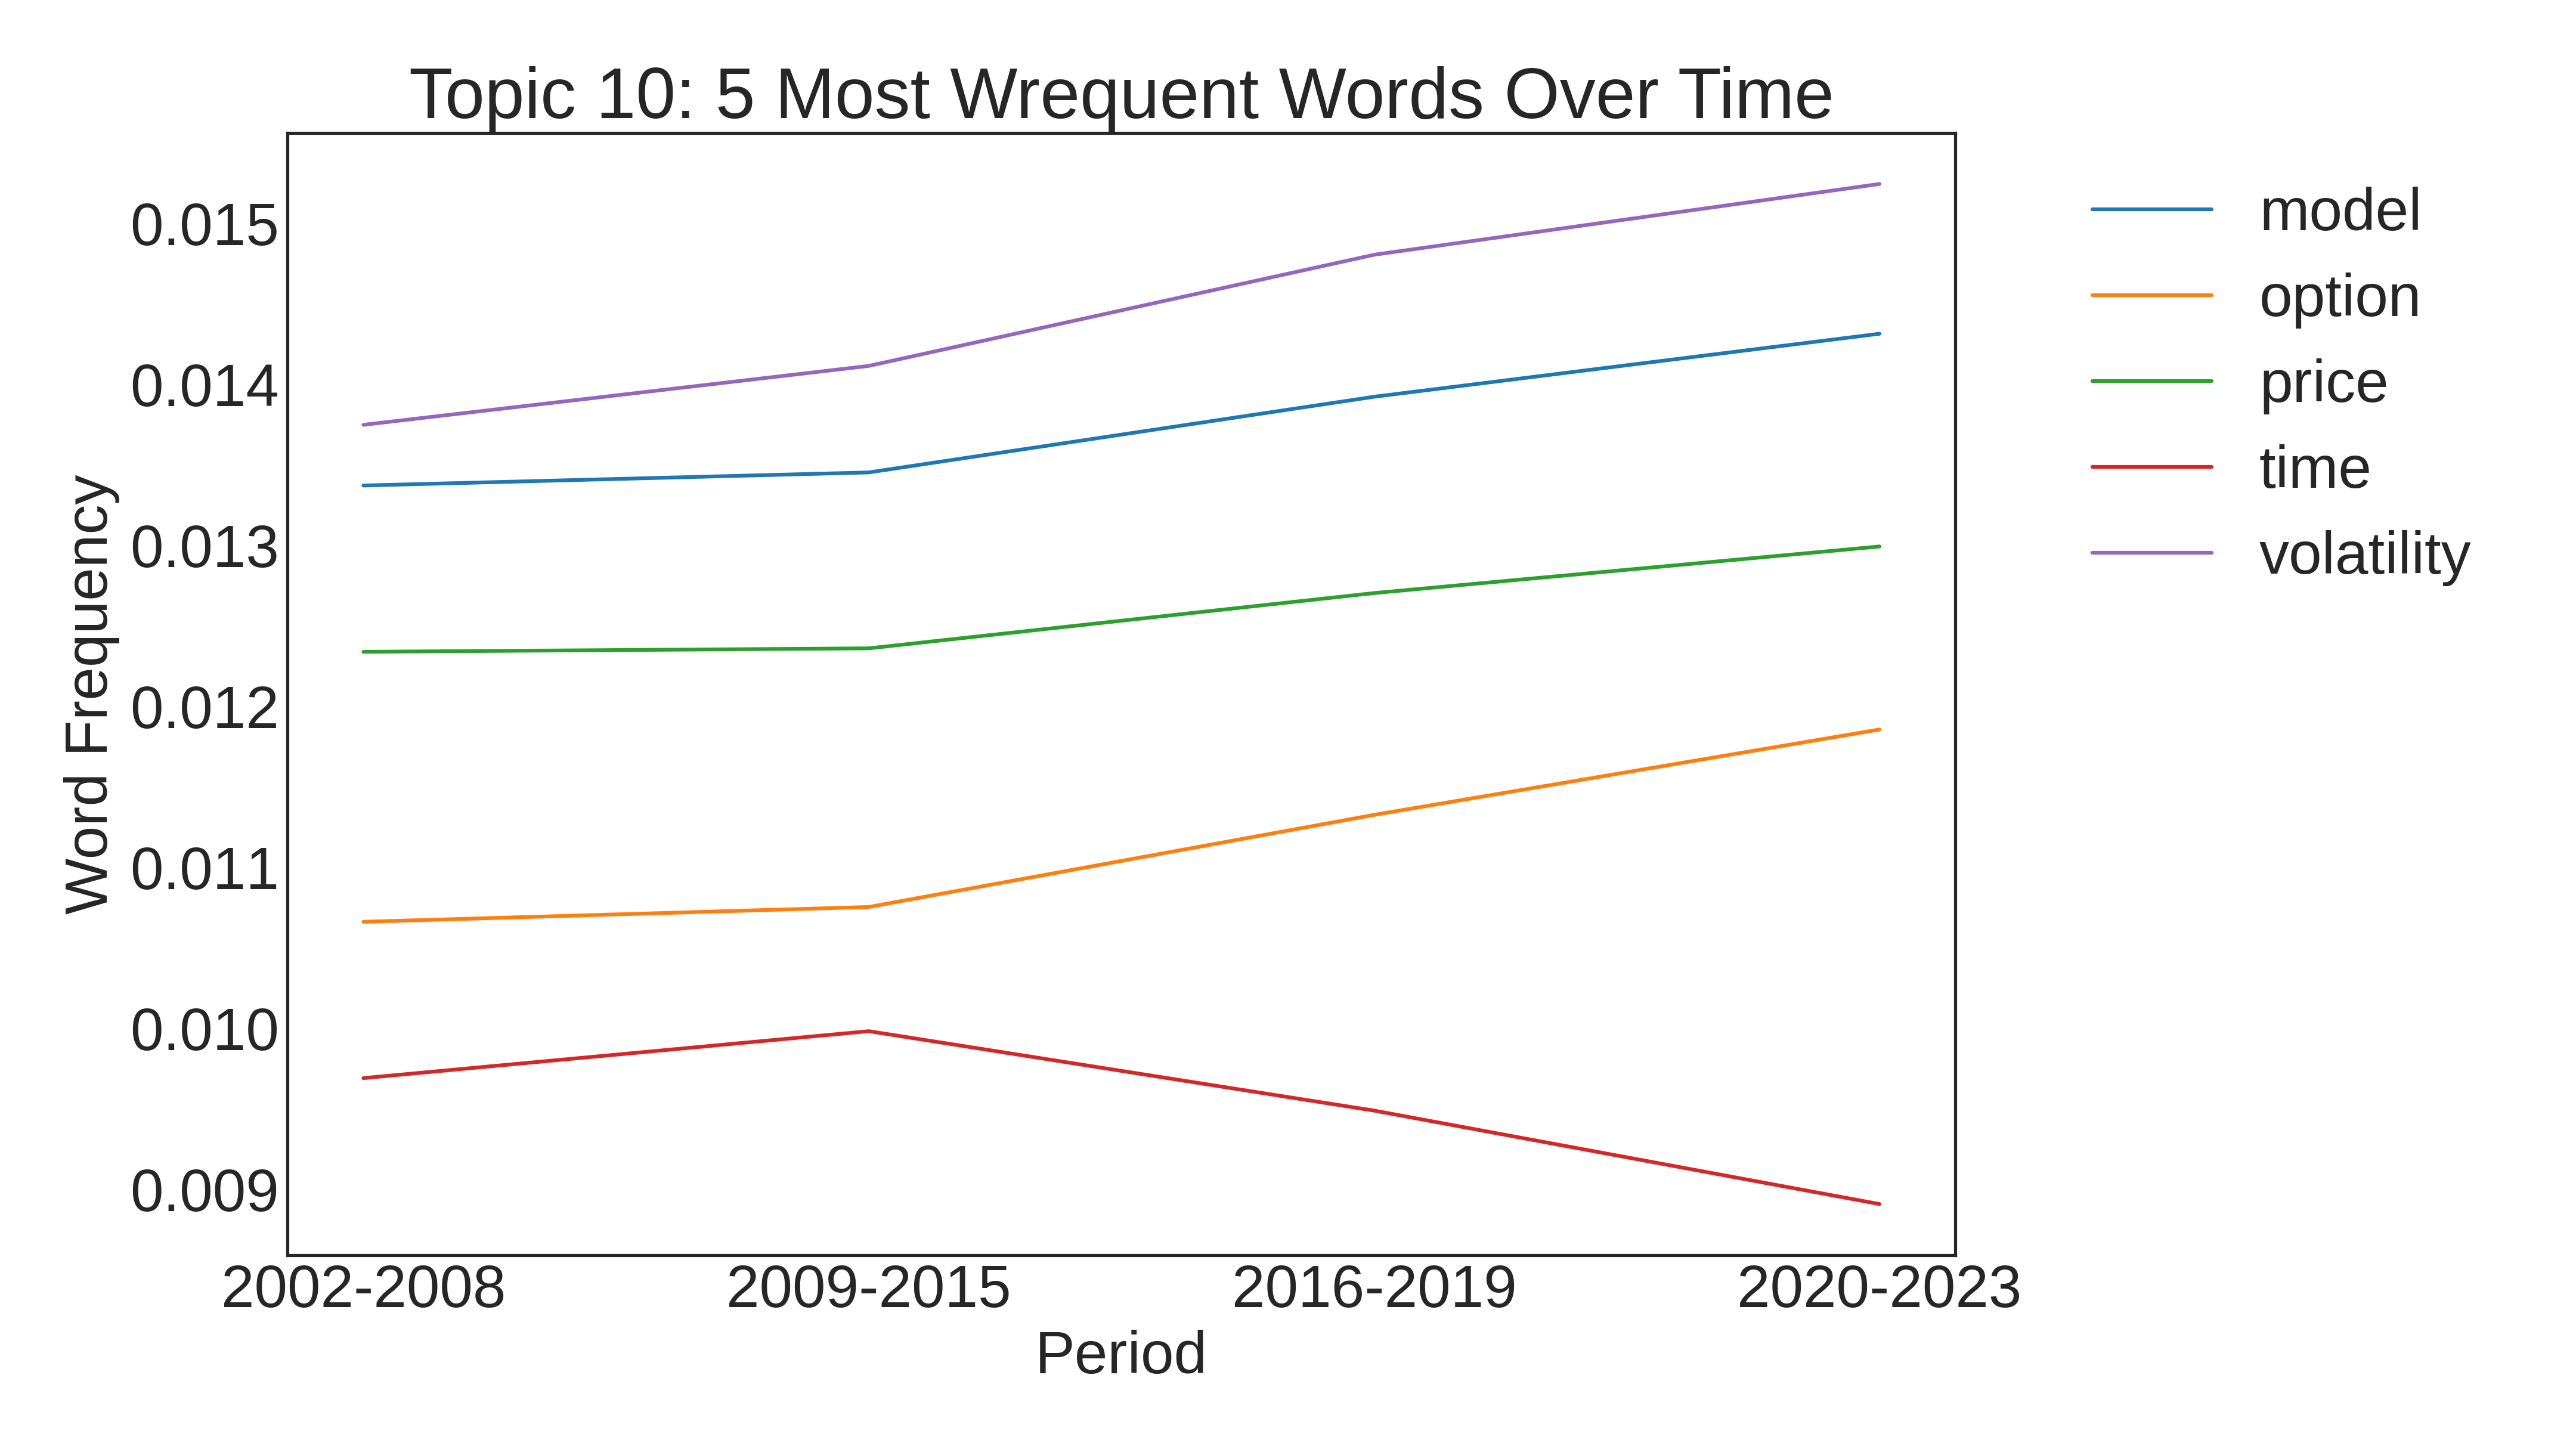 Topic 10: 5 Most Wrequent Words Over Time
0.015
0.014
0.013
0.012
0.011
0.010
0.009
Word Frequency
2002-2008 2009-2015 2016-2019 2020-2023
Period
model
option
price
time
volatility